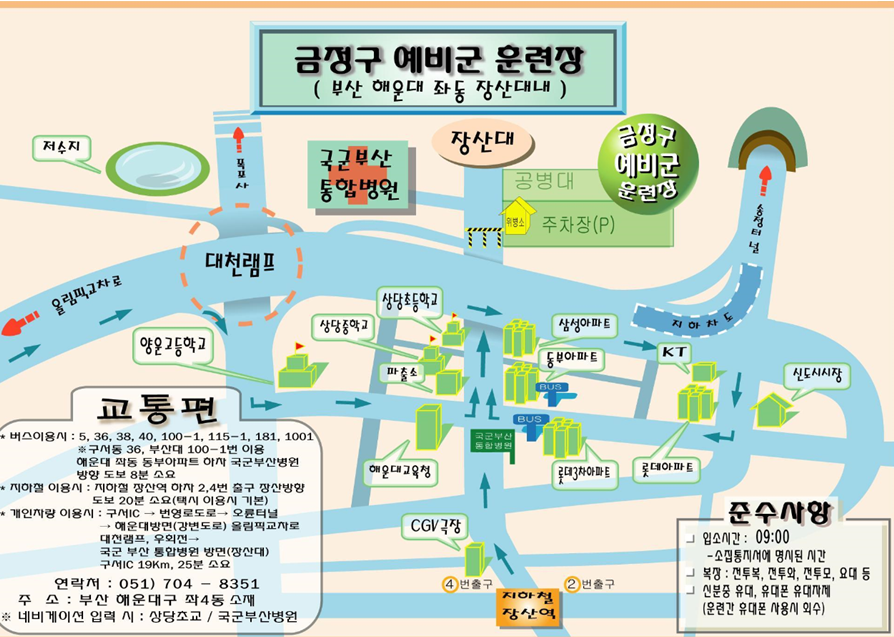 금정구 예비군 훈련장
( 부산 해운대 좌동 장산대내 )
저수지
폭포사
국군부산
통합병원
장산대
금정구
예비군
훈련장
공병대
위병소
주차장(P)
송정터널
대천램프
올림픽교차로
지하차도
상당초등학교
상당중학교
양운고등학교
파출소
삼성아파트
동부아파트
KT
신도시시장
BUS
BUS
국군부산
통합병원
해운대교육청
롯데3차아파트
롯데아파트
CGV극장
4 번출구
2 번출구
지하철
장산역
교통편
* 버스이용시 : 5, 36, 38, 40, 100-1, 115-1, 181, 1001
※구서동 36, 부산대 100-1번 이용
해운대 좌동 동부아파트 하차 국군부산병원
방향 도보 8분 소요
* 지하철 이용시 : 지하철 장산역 하차 2,4번 출구 장산방향
도보 20분 소요(택시 이용시 기본)
* 개인차량 이용시 : 구서IC → 번영로도로→ 오륜터널
→ 해운대방면(강변도로) 올림픽교차로
대천램프, 우회전→
국군 부산 통합병원 방면(장산대)
구서IC 19Km, 25분 소요
연락처 : 051) 704 - 8351
주 소 : 부산 해운대구 좌4동 소재
※ 네비게이션 입력 시 : 상당초교 / 국군부산병원
준수사항
❏ 입소시간 : 09:00
-소집통지서에 명시된 시간
❏ 복장 : 전투복, 전투화, 전투모, 요대 등
❏ 신분증 휴대, 휴대폰 휴대자제
(훈련간 휴대폰 사용시 회수)